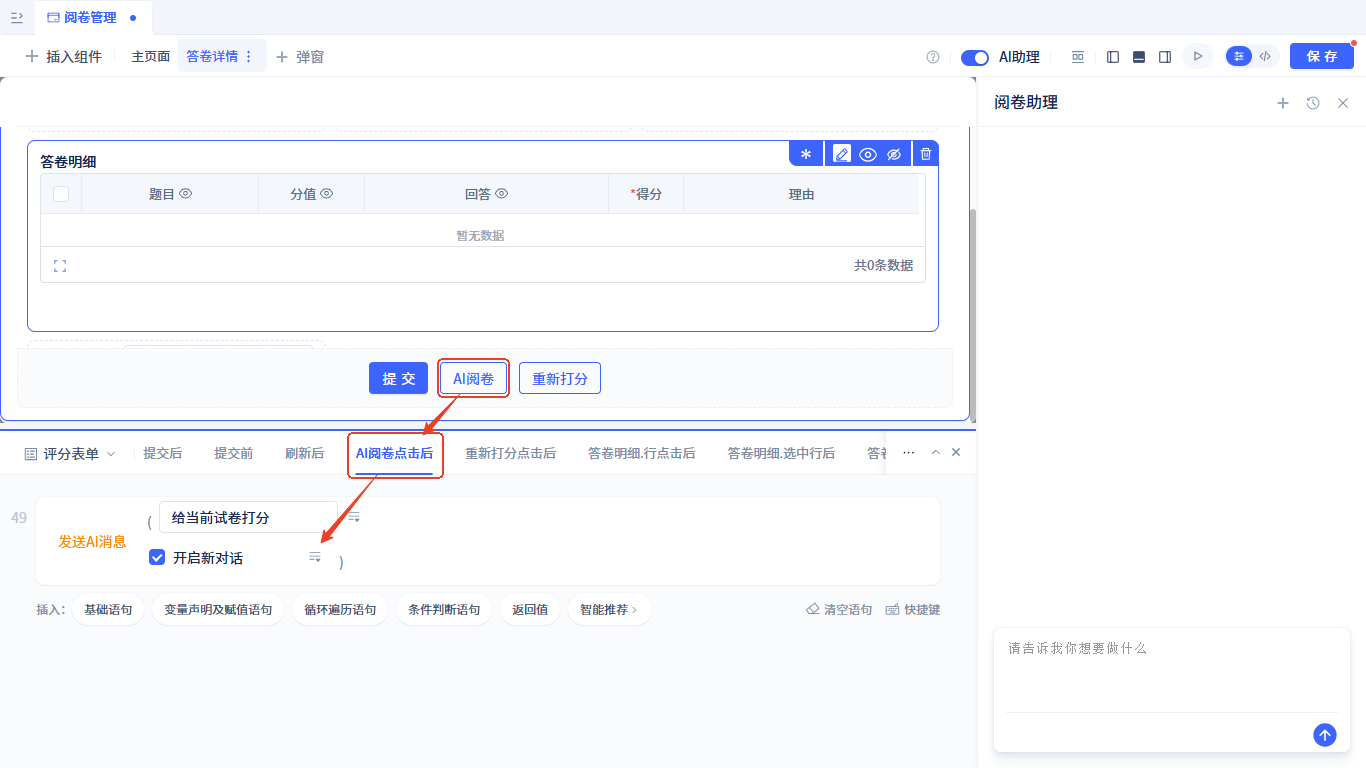 阅卷管理
插入组件
主页面
答卷详情
弹窗
AI助理
保 存
阅卷助理
答卷明细
题目
分值
回答
*得分
理由
暂无数据
共0条数据
提 交
AI阅卷
重新打分
评分表单
提交后
提交前
刷新后
AI阅卷点击后
重新打分点击后
答卷明细.行点击后
答卷明细.选中行后
49
发送AI消息
(
给当前试卷打分
开启新对话
)
插入:
基础语句
变量声明及赋值语句
循环遍历语句
条件判断语句
返回值
智能推荐
清空语句
快捷键
请告诉我你想要做什么